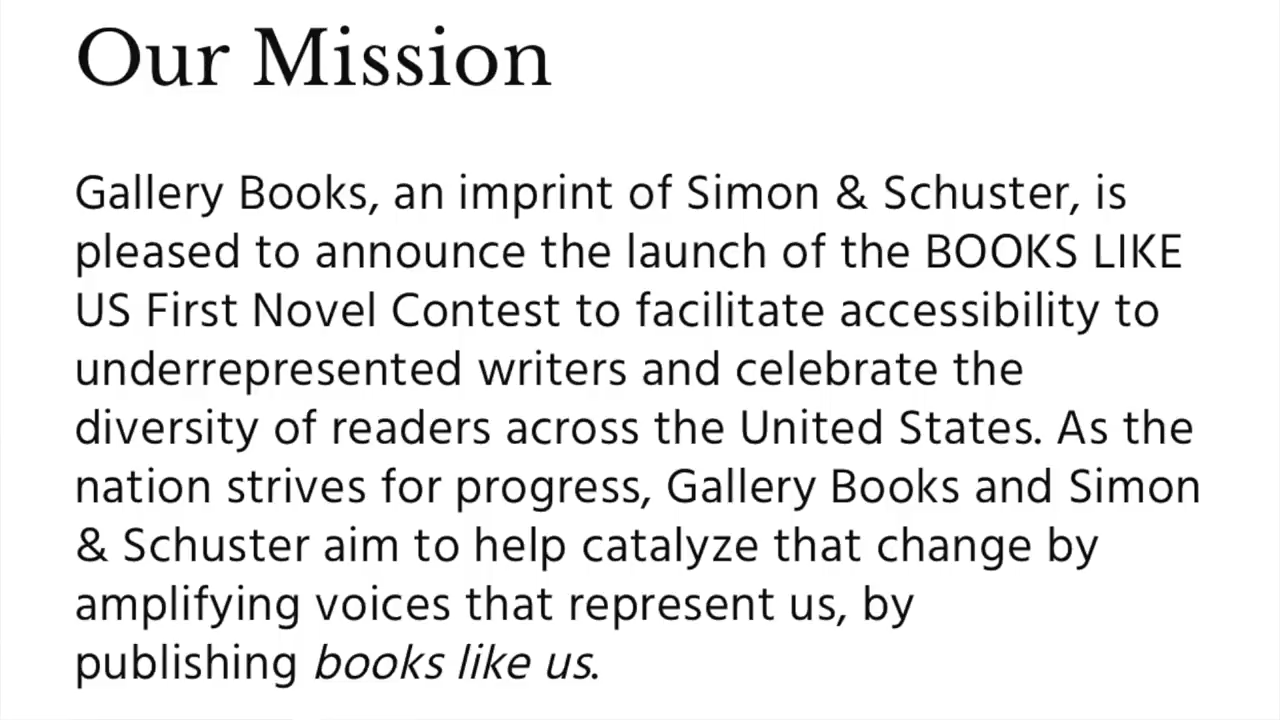 Our Mission
Gallery Books, an imprint of Simon & Schuster, is
pleased to announce the launch of the BOOKS LIKE
US First Novel Contest to facilitate accessibility to
underrepresented writers and celebrate the
diversity of readers across the United States. As the
nation strives for progress, Gallery Books and Simon
& Schuster aim to help catalyze that change by
amplifying voices that represent us, by
publishing books like us.